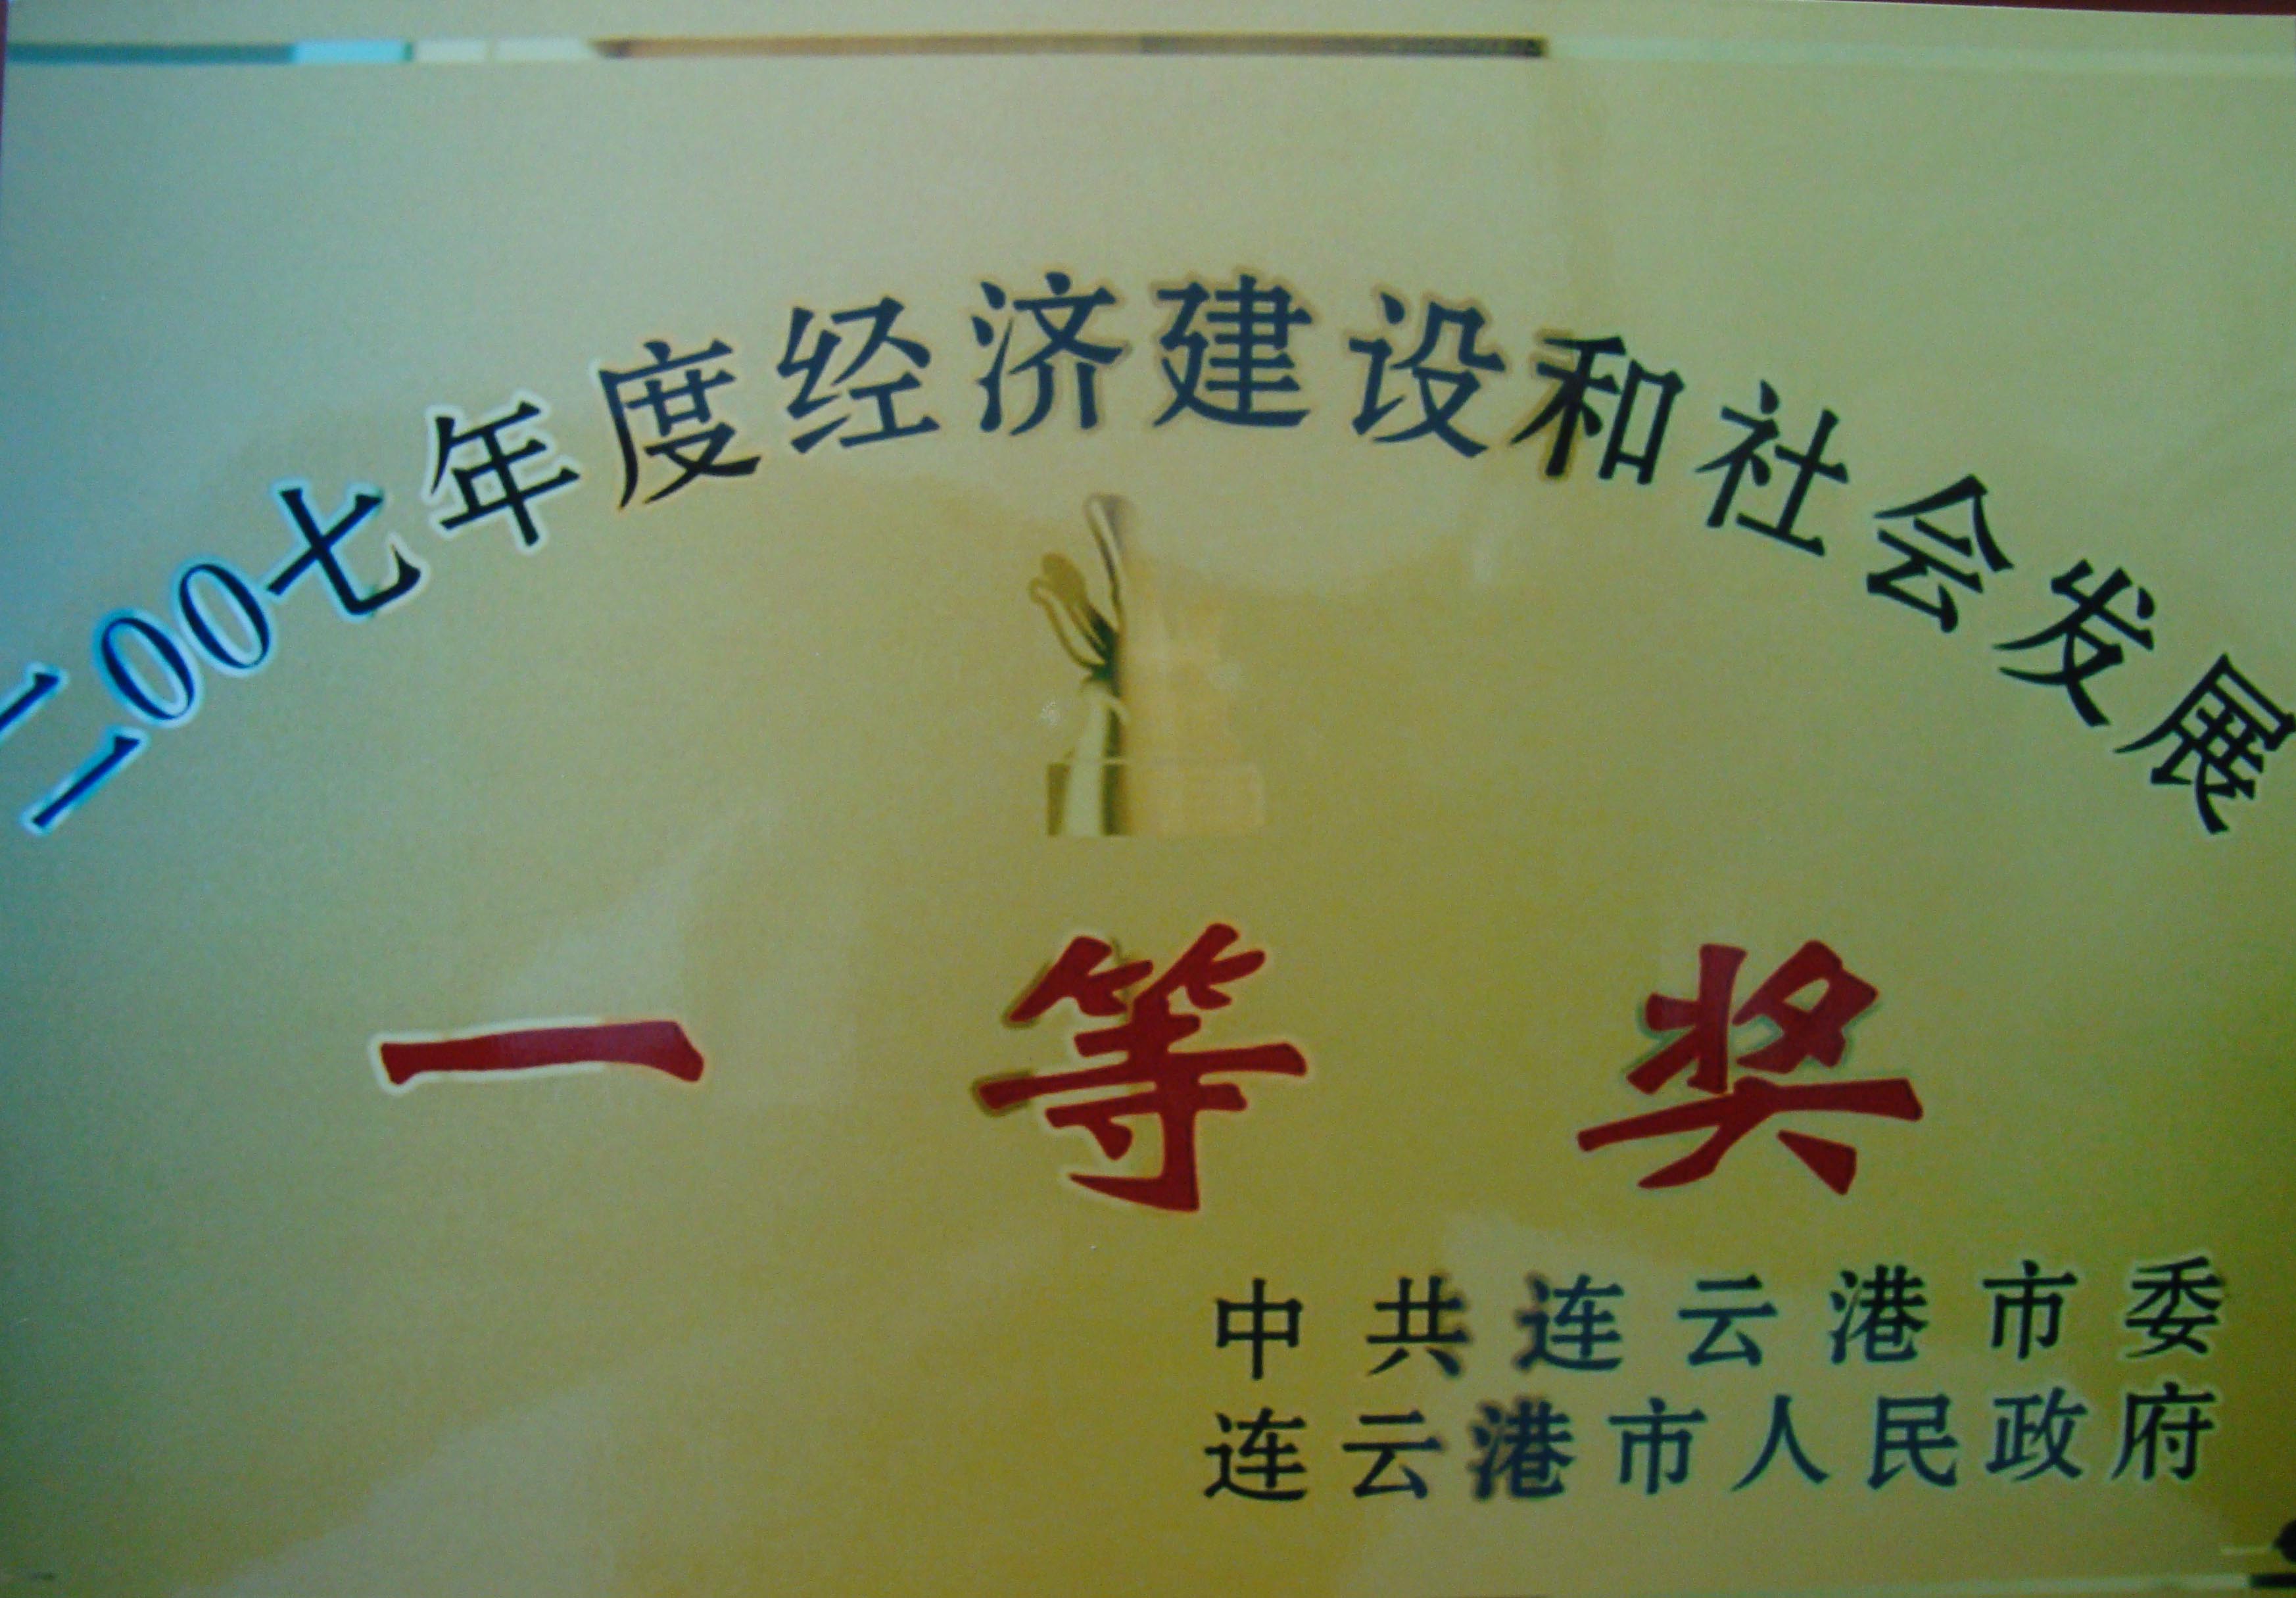 二00七年度经济建设和社会发展
一等奖
中共连云港市委
连云港市人民政府